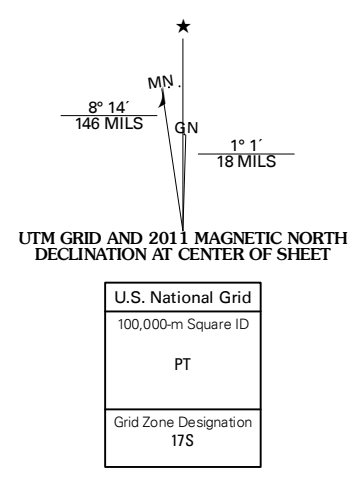 ★
MN
8° 14´
146 MILS
GN
1° 1´
18 MILS
UTM GRID AND 2011 MAGNETIC NORTH
DECLINATION AT CENTER OF SHEET
U.S. National Grid
100,000-m Square ID
PT
Grid Zone Designation
17S